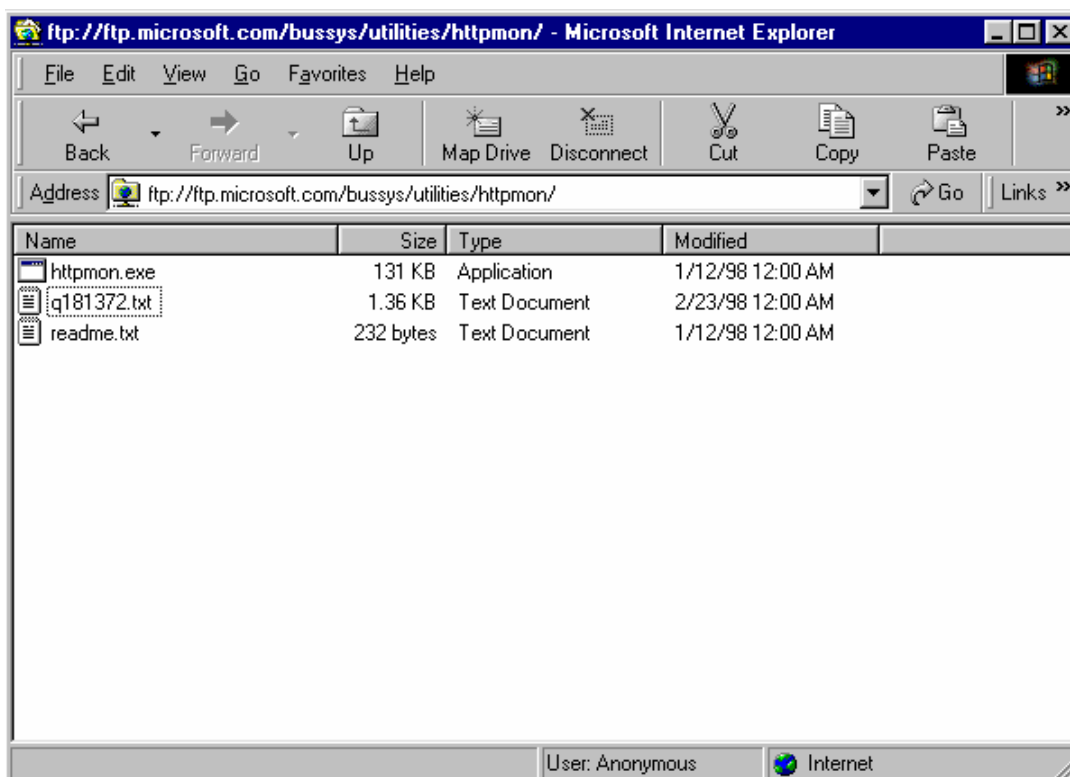 ftp://ftp.microsoft.com/bussys/utilities/httpmon/ - Microsoft Internet Explorer
File Edit View Go Favorites Help
Back Forward Up Map Drive Disconnect Cut Copy Paste »
Address ftp://ftp.microsoft.com/bussys/utilities/httpmon/ Go Links »
Name Size Type Modified
httpmon.exe 131 KB Application 1/12/98 12:00 AM
q181372.txt 1.36 KB Text Document 2/23/98 12:00 AM
readme.txt 232 bytes Text Document 1/12/98 12:00 AM
User: Anonymous Internet